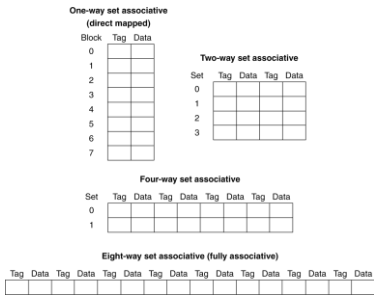 One-way set associative
(direct mapped)
Block Tag Data
0
1
2
3
4
5
6
7
Two-way set associative
Set Tag Data Tag Data
0
1
2
3
Four-way set associative
Set Tag Data Tag Data Tag Data Tag Data
0
1
Eight-way set associative (fully associative)
Tag Data Tag Data Tag Data Tag Data Tag Data Tag Data Tag Data Tag Data